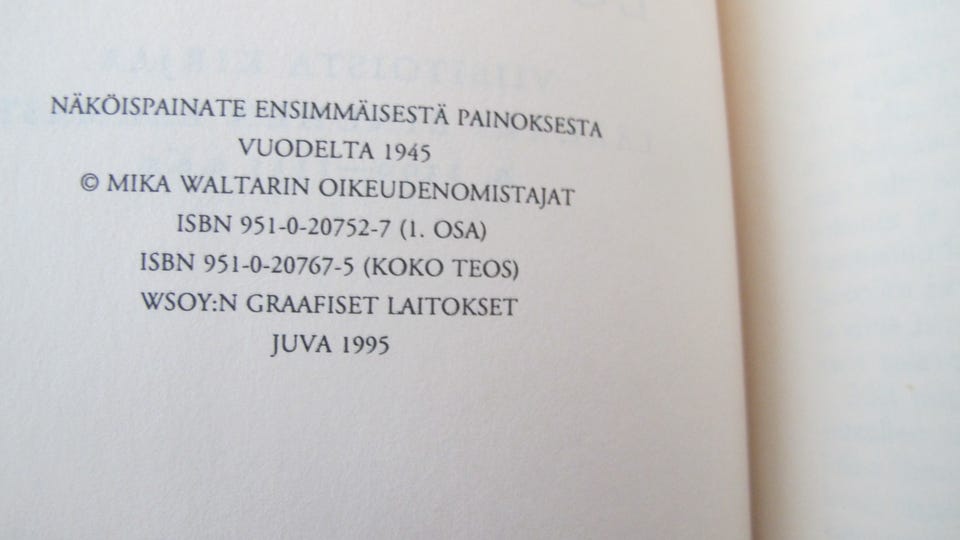 NÄKÖISPAINATE ENSIMMÄISESTÄ PAINOKSESTA
VUODELTA 1945
© MIKA WALTARIN OIKEUDENOMISTAJAT
ISBN 951-0-20752-7 (1. OSA)
ISBN 951-0-20767-5 (KOKO TEOS)
WSOY:N GRAAFISET LAITOKSET
JUVA 1995